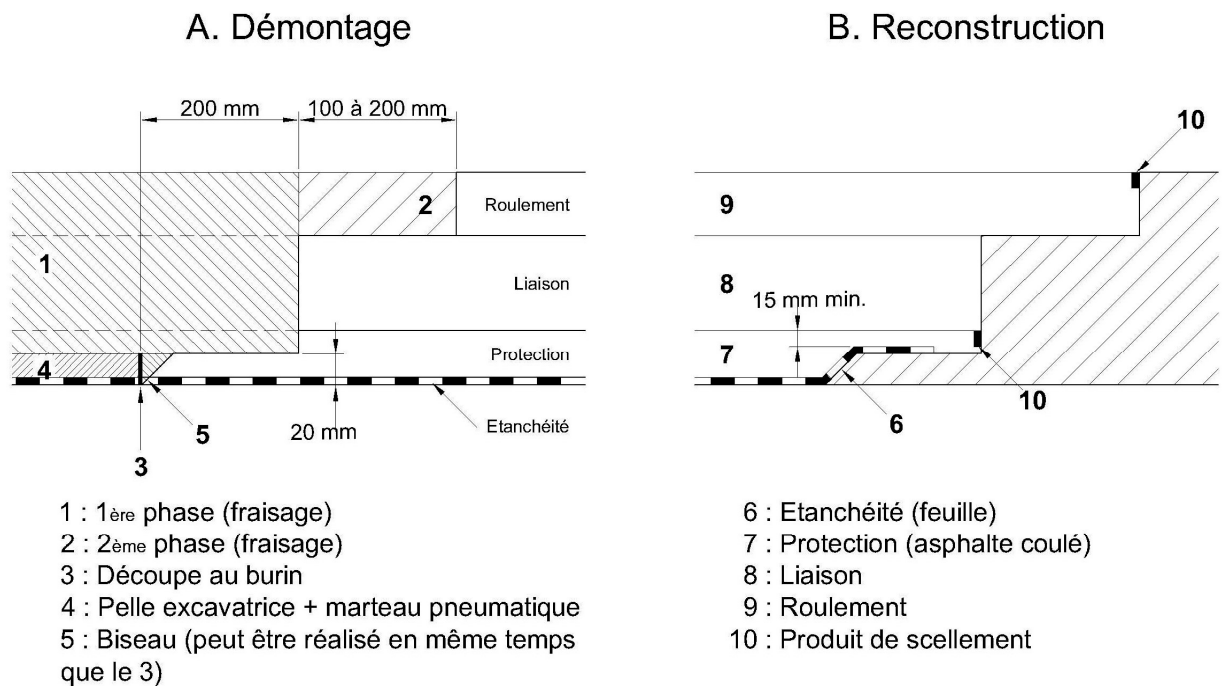 A. Démontage
200 mm
100 à 200 mm
2
Roulement
1
Liaison
Protection
4
5
20 mm
Etanchéité
3
1 : 1ère phase (fraisage)
2 : 2ème phase (fraisage)
3 : Découpe au burin
4 : Pelle excavatrice + marteau pneumatique
5 : Biseau (peut être réalisé en même temps
que le 3)
B. Reconstruction
10
9
8
15 mm min.
7
10
6
6 : Etanchéité (feuille)
7 : Protection (asphalte coulé)
8 : Liaison
9 : Roulement
10 : Produit de scellement